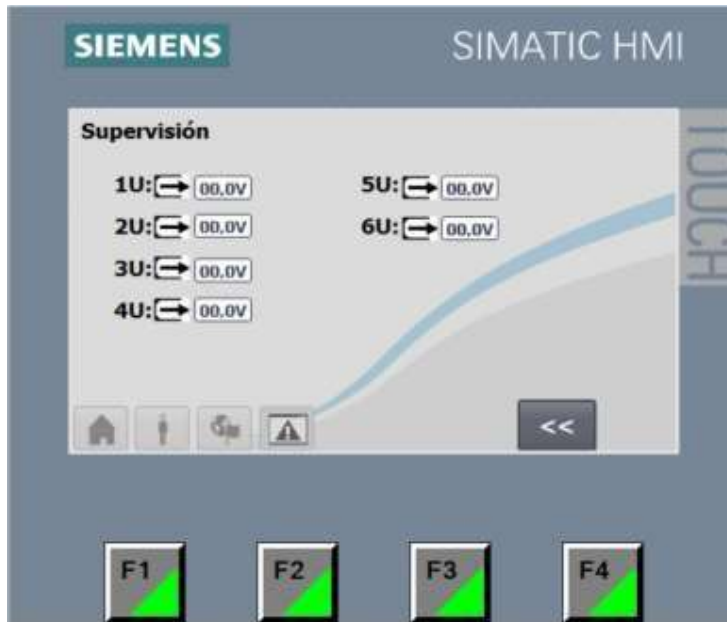 SIEMENS
SIMATIC HMI
TOUCH
Supervisión
1U: 00.0V
5U: 00.0V
2U: 00.0V
6U: 00.0V
3U: 00.0V
4U: 00.0V
<<
F1
F2
F3
F4